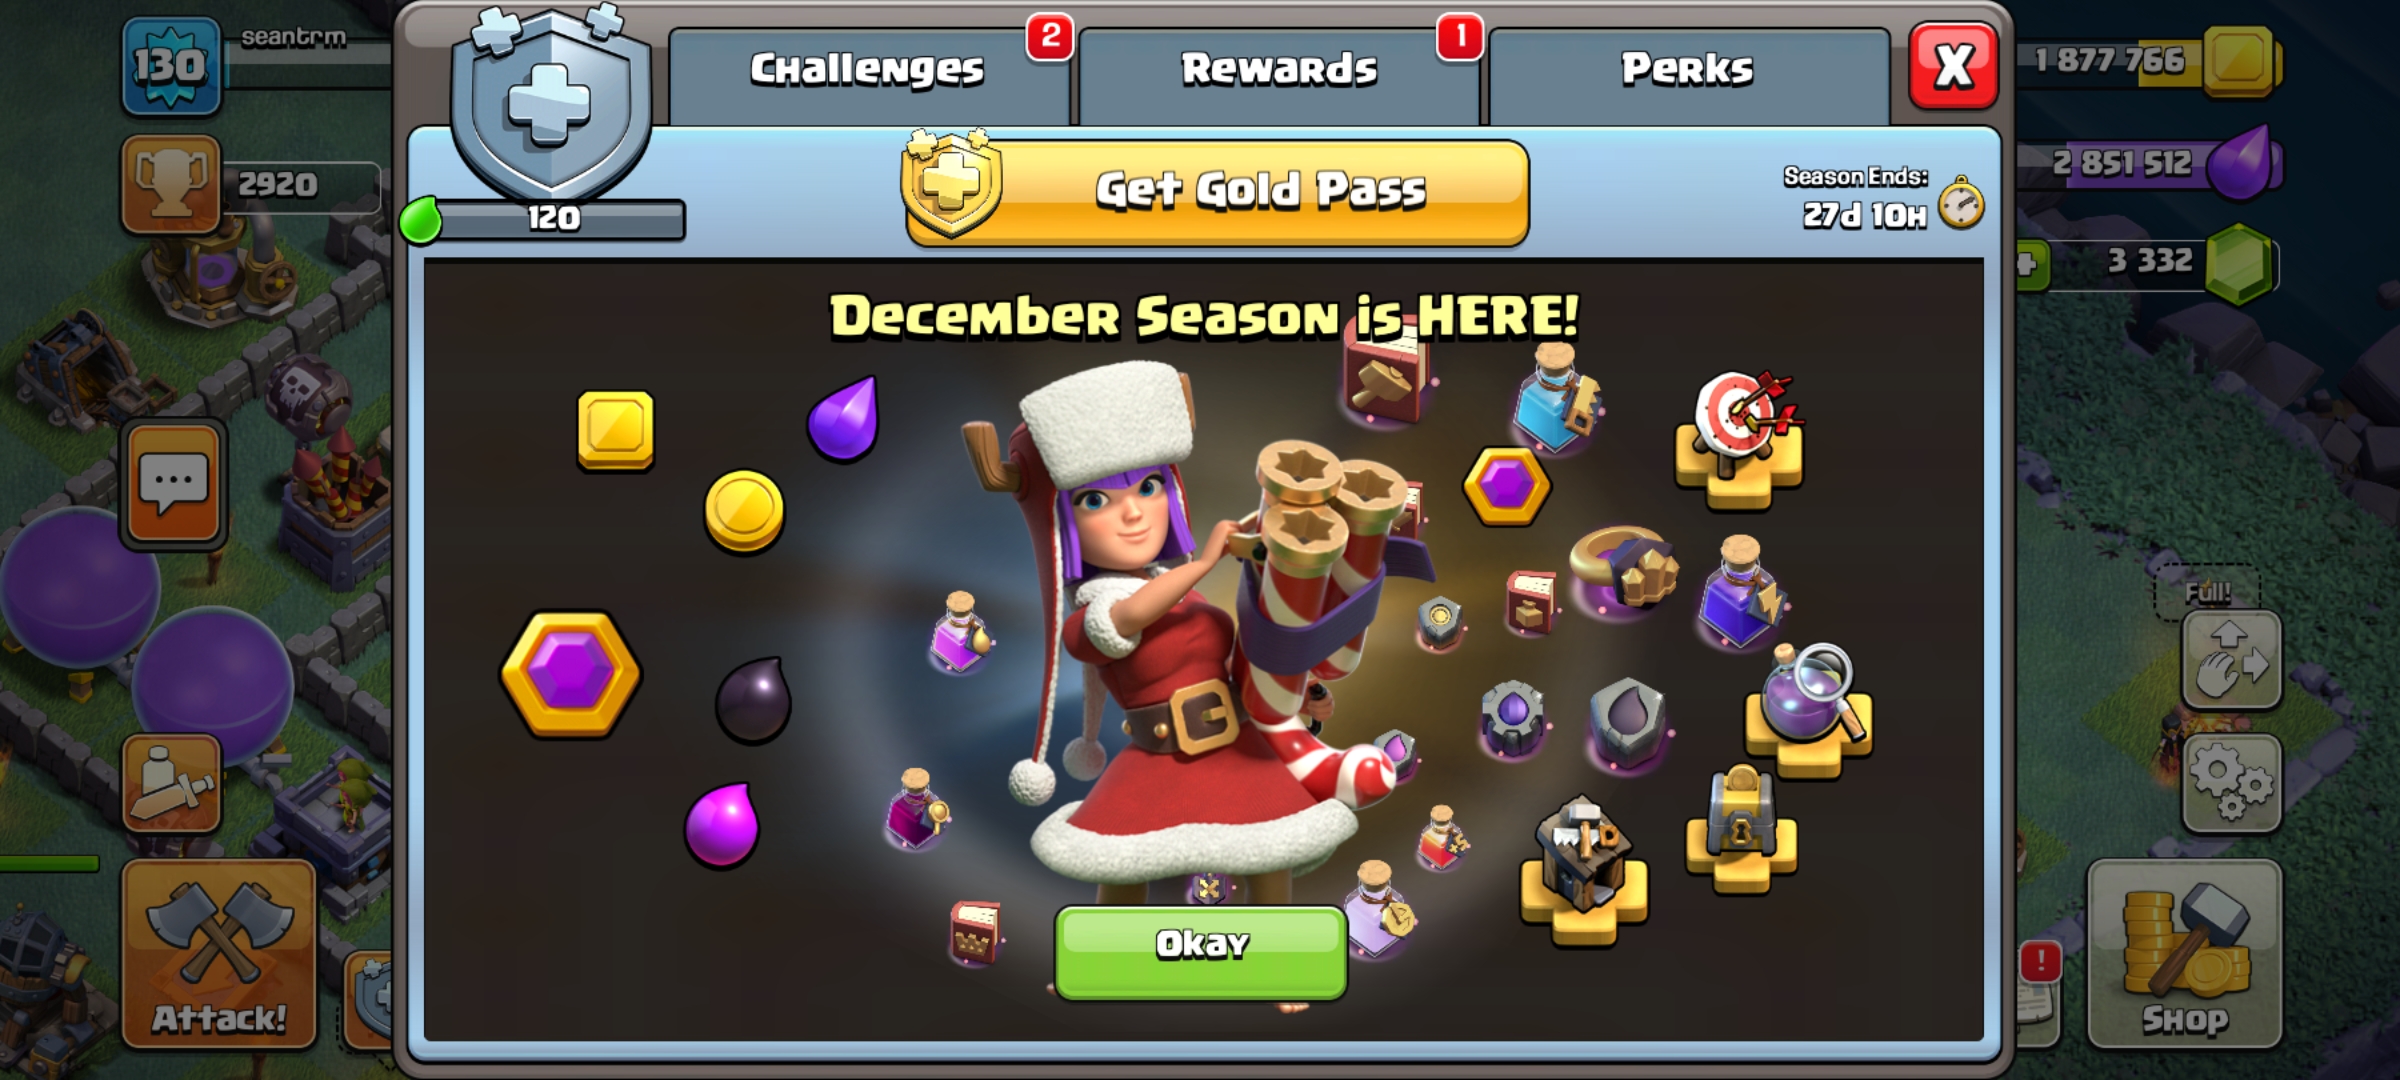 130
seantrm
2920
Challenges
2
Rewards
1
Perks
X
1 877 766
120
Get Gold Pass
Season Ends:
27d 10H
2 851 512
3 332
December Season is HERE!
Full!
Okay
Attack!
!
Shop